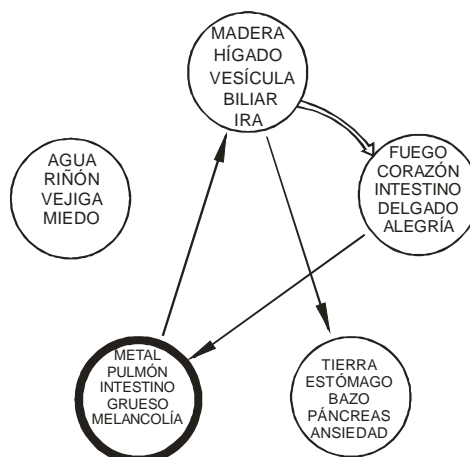 MADERA
HÍGADO
VESÍCULA
BILIAR
IRA
AGUA
RIÑÓN
VEJIGA
MIEDO
FUEGO
CORAZÓN
INTESTINO
DELGADO
ALEGRÍA
METAL
PULMÓN
INTESTINO
GRUESO
MELANCOLÍA
TIERRA
ESTÓMAGO
BAZO
PÁNCREAS
ANSIEDAD